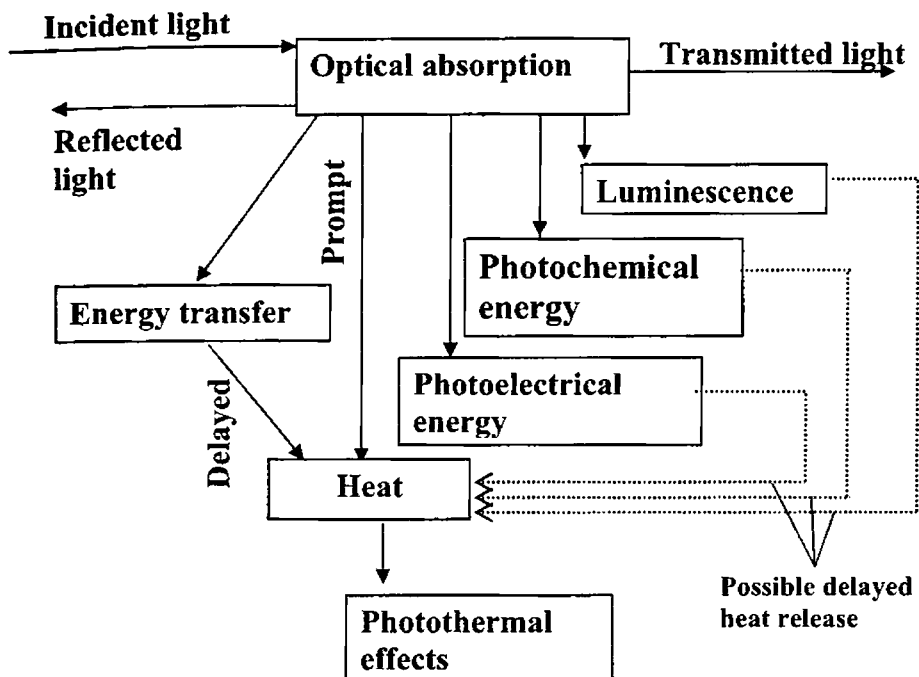 Incident light
Optical absorption
Transmitted light
Reflected
light
Prompt
Luminescence
Photochemical
energy
Energy transfer
Photoelectrical
energy
Delayed
Heat
Possible delayed
heat release
Photothermal
effects